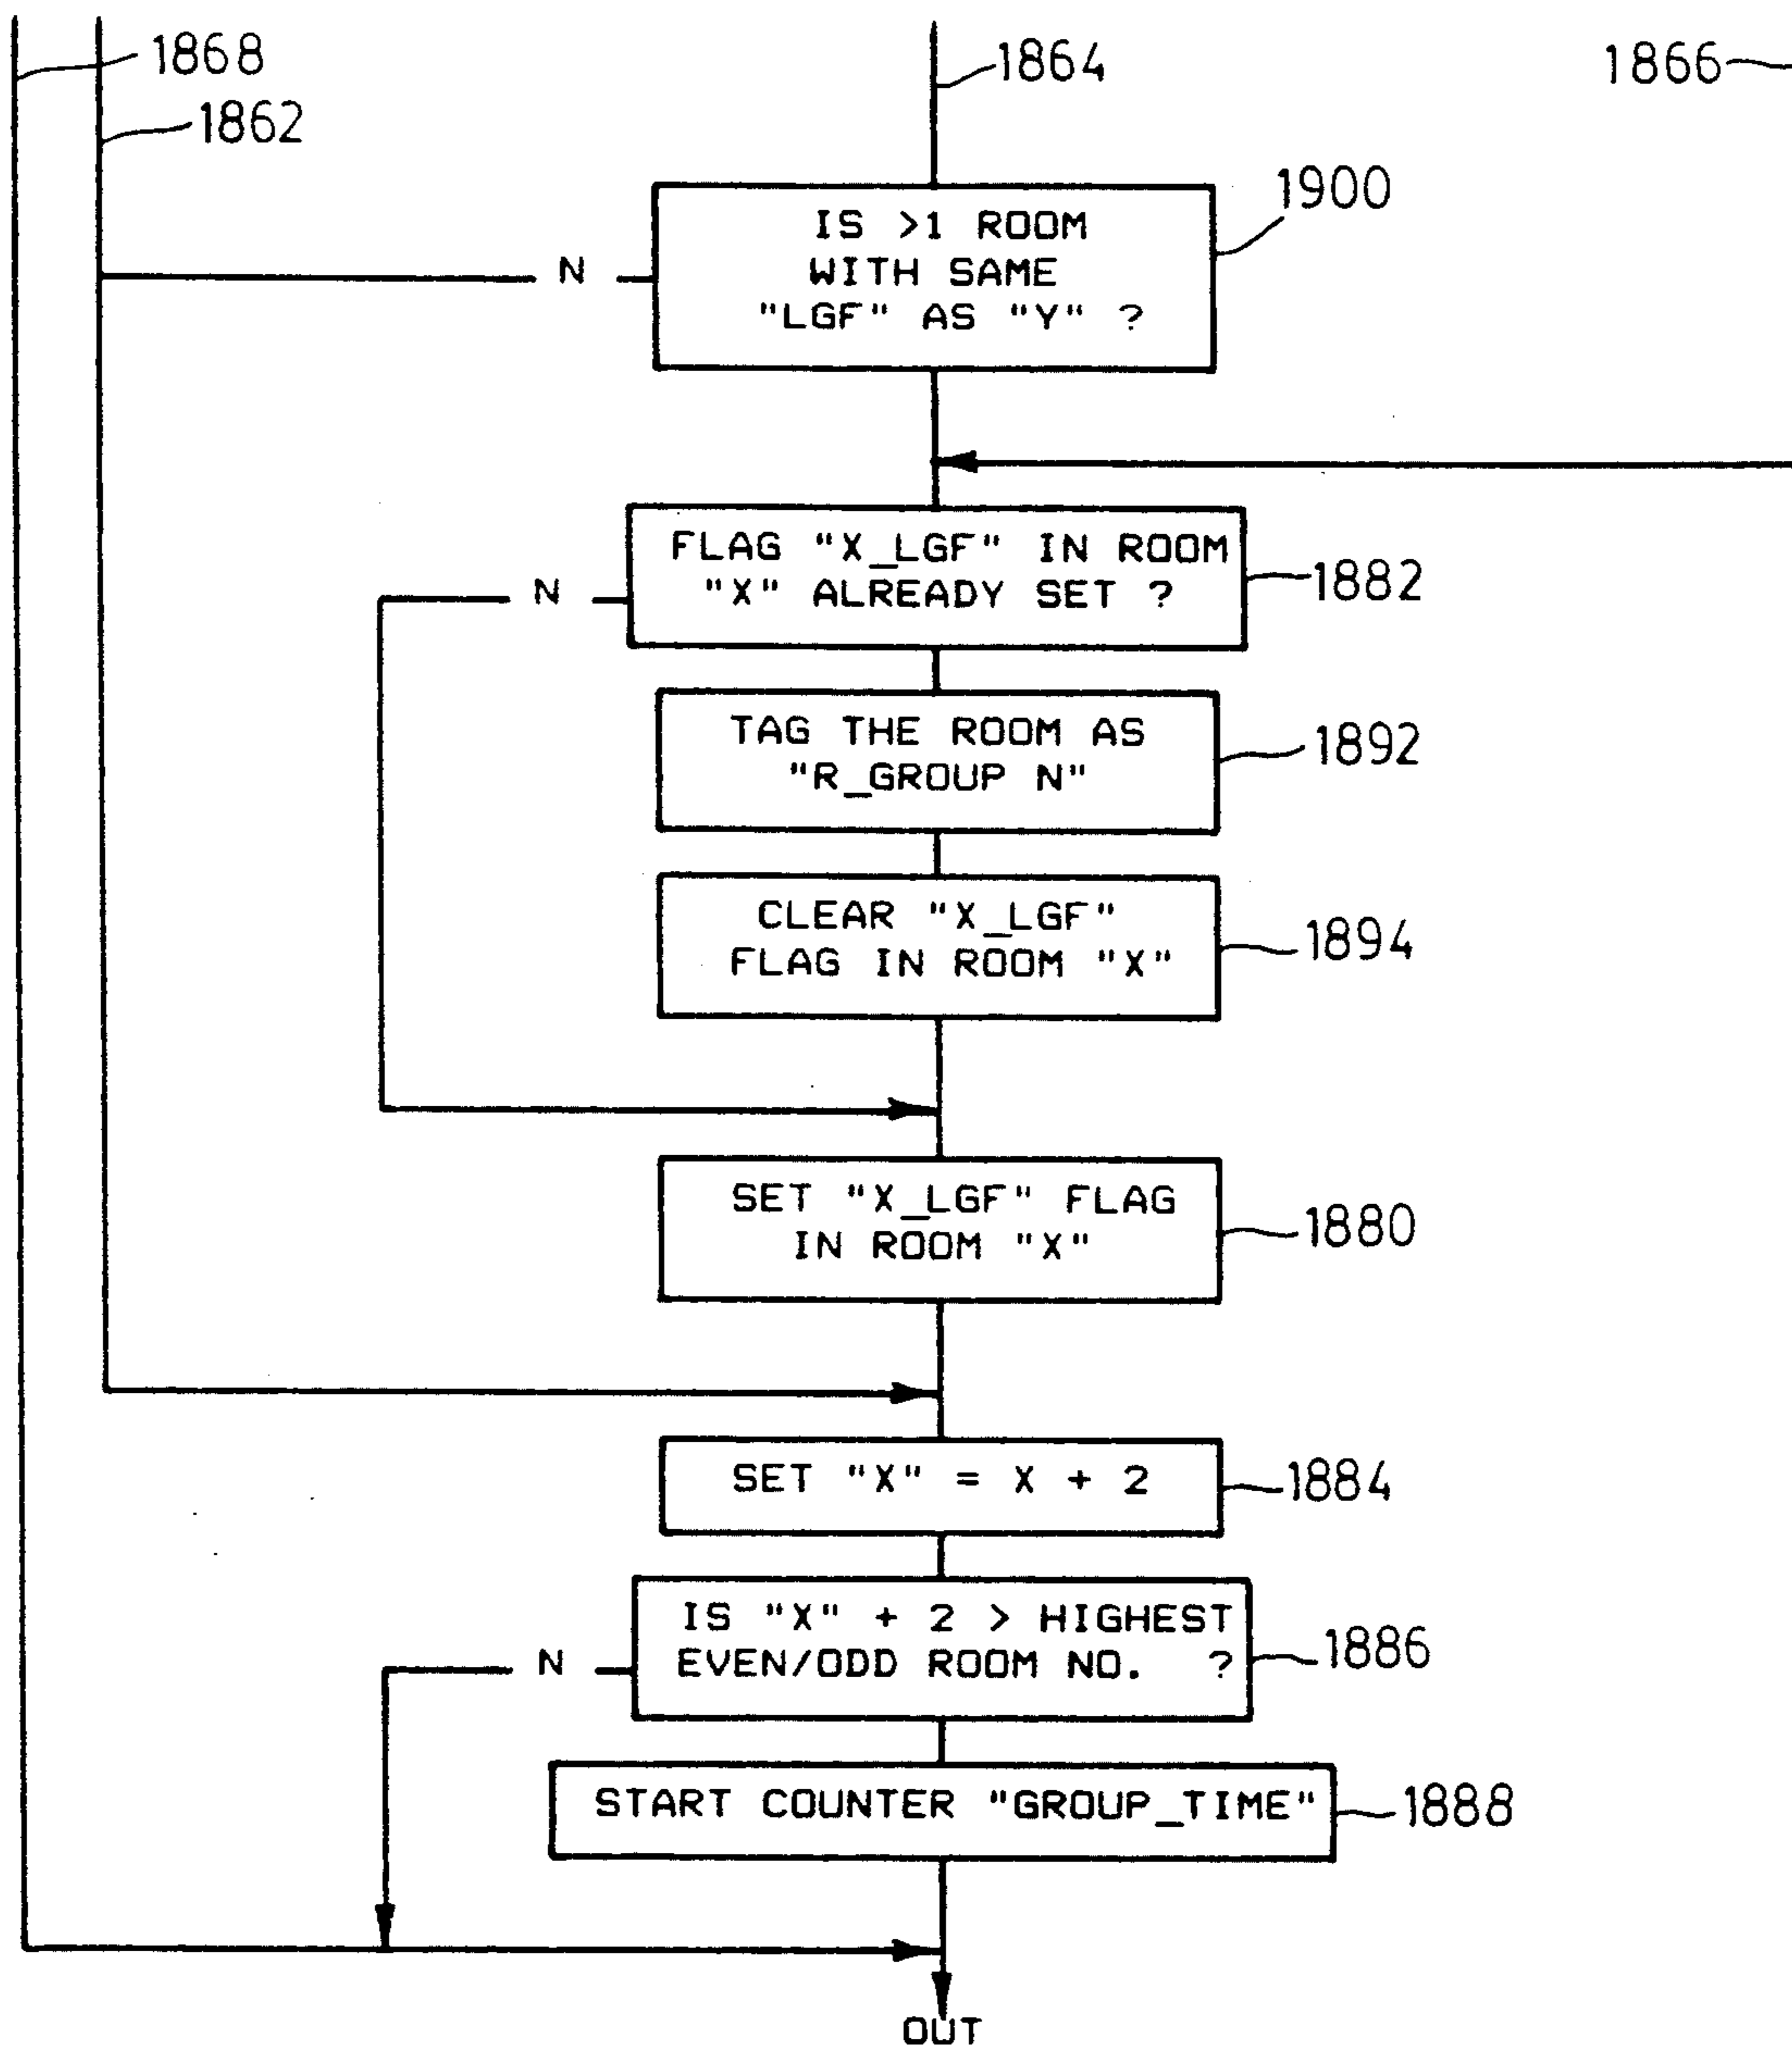 1868
1864
1866
1862
1900
IS >1 ROOM
WITH SAME
"LGF" AS "Y" ?
N
FLAG "X_LGF" IN ROOM
"X" ALREADY SET ?
N
1882
TAG THE ROOM AS
"R_GROUP N"
1892
CLEAR "X_LGF"
FLAG IN ROOM "X"
1894
SET "X_LGF" FLAG
IN ROOM "X"
1880
SET "X" = X + 2
1884
IS "X" + 2 > HIGHEST
EVEN/ODD ROOM NO. ?
N
1886
START COUNTER "GROUP_TIME"
1888
OUT